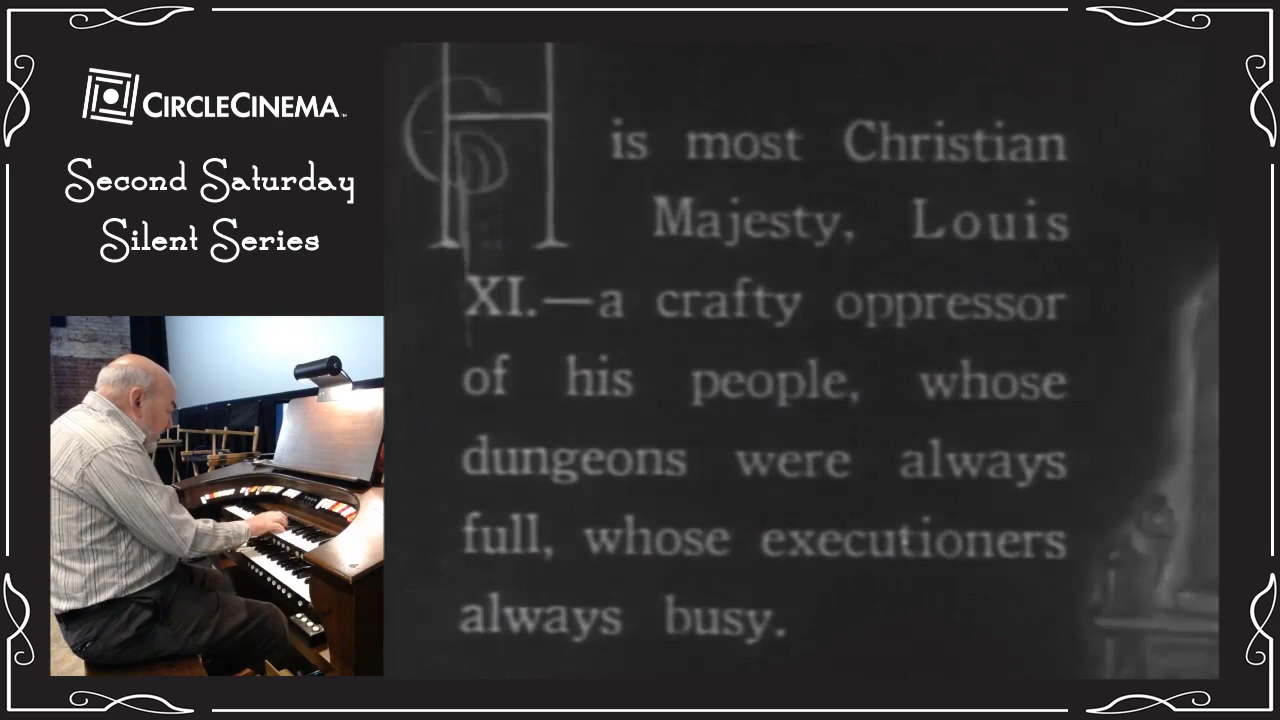 CIRCLECINEMA™
Second Saturday
Silent Series
His most Christian
Majesty, Louis
XI.—a crafty oppressor
of his people, whose
dungeons were always
full, whose executioners
always busy.